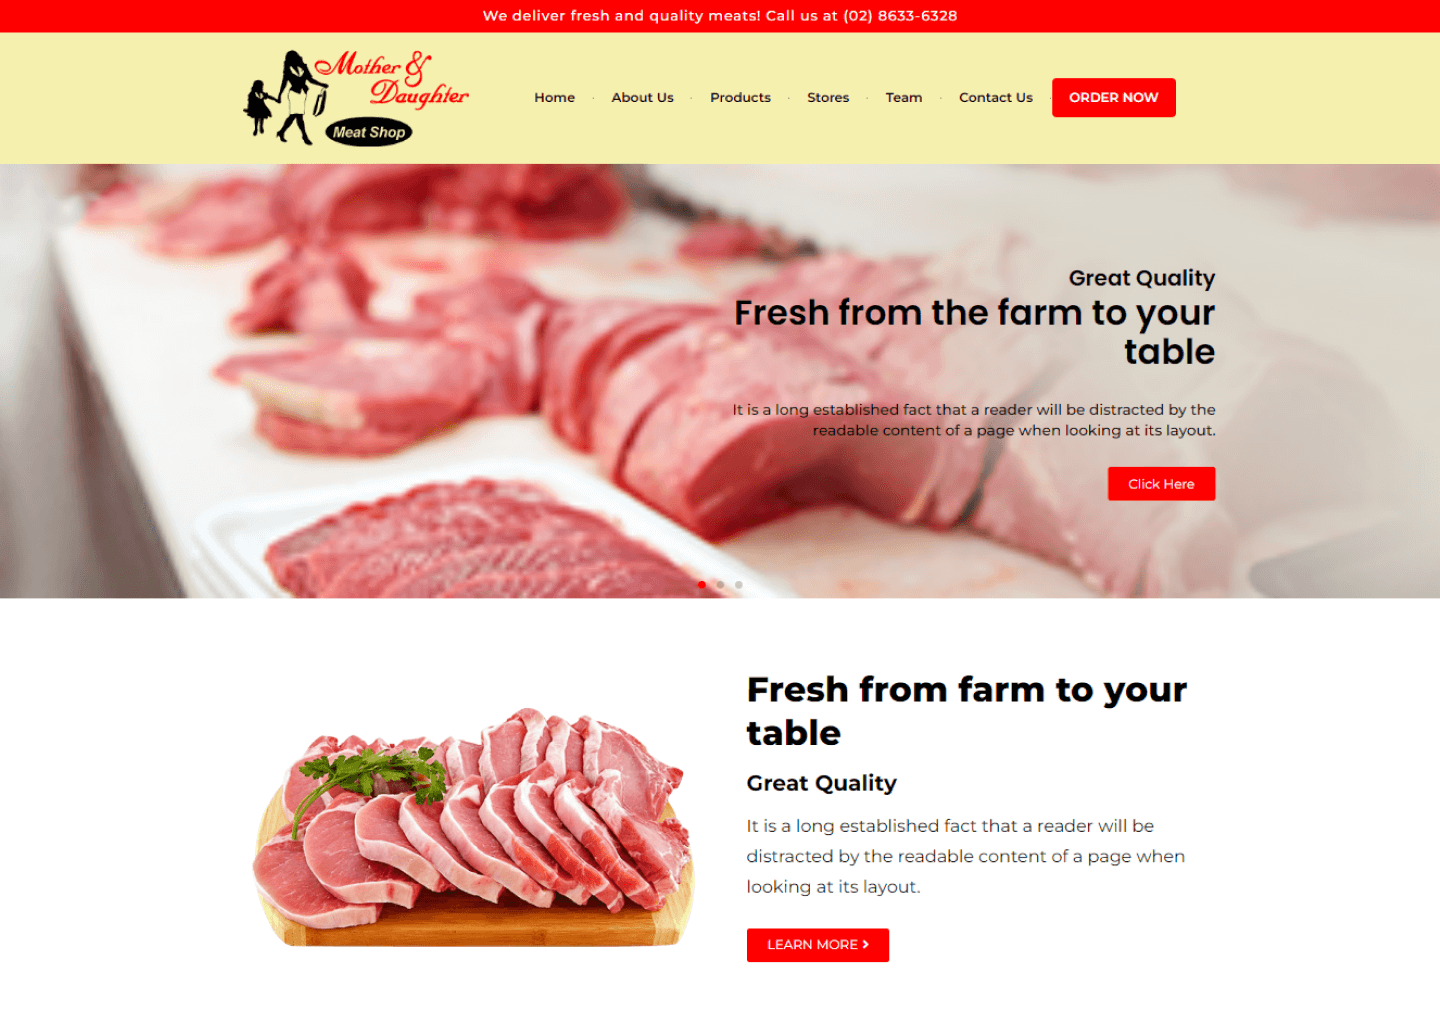 We deliver fresh and quality meats! Call us at (02) 8633-6328
Mother &
Daughter
Meat Shop
Home
About Us
Products
Stores
Team
Contact Us
ORDER NOW
Great Quality
Fresh from the farm to your
table
It is a long established fact that a reader will be distracted by the
readable content of a page when looking at its layout.
Click Here
Fresh from farm to your
table
Great Quality
It is a long established fact that a reader will be
distracted by the readable content of a page when
looking at its layout.
LEARN MORE